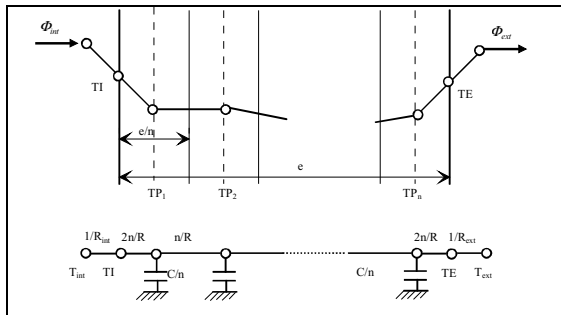 Φint Φext
TI TE
e/n
e
TP1 TP2 TPn
1/Rint 2n/R n/R 2n/R 1/Rext
Tint TI C/n C/n TE Text